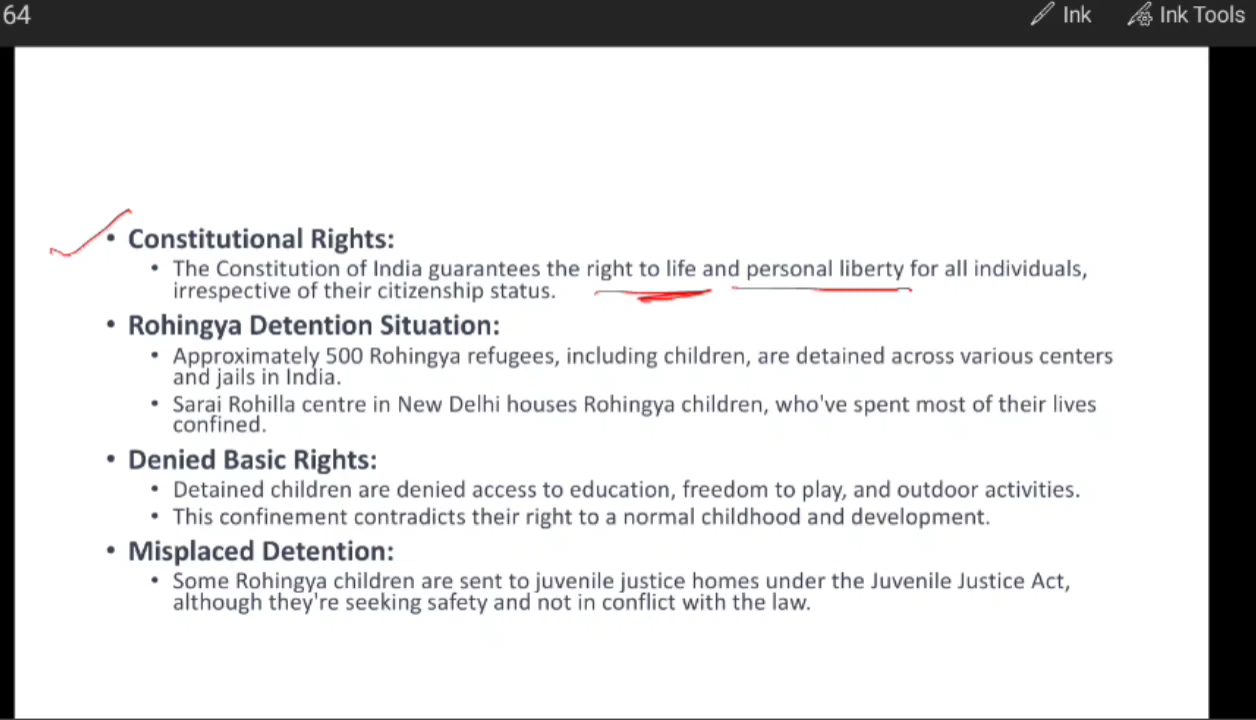 64
Ink
Ink Tools
• Constitutional Rights:
• The Constitution of India guarantees the right to life and personal liberty for all individuals,
irrespective of their citizenship status.
• Rohingya Detention Situation:
• Approximately 500 Rohingya refugees, including children, are detained across various centers
and jails in India.
• Sarai Rohilla centre in New Delhi houses Rohingya children, who've spent most of their lives
confined.
• Denied Basic Rights:
• Detained children are denied access to education, freedom to play, and outdoor activities.
• This confinement contradicts their right to a normal childhood and development.
• Misplaced Detention:
• Some Rohingya children are sent to juvenile justice homes under the Juvenile Justice Act,
although they're seeking safety and not in conflict with the law.